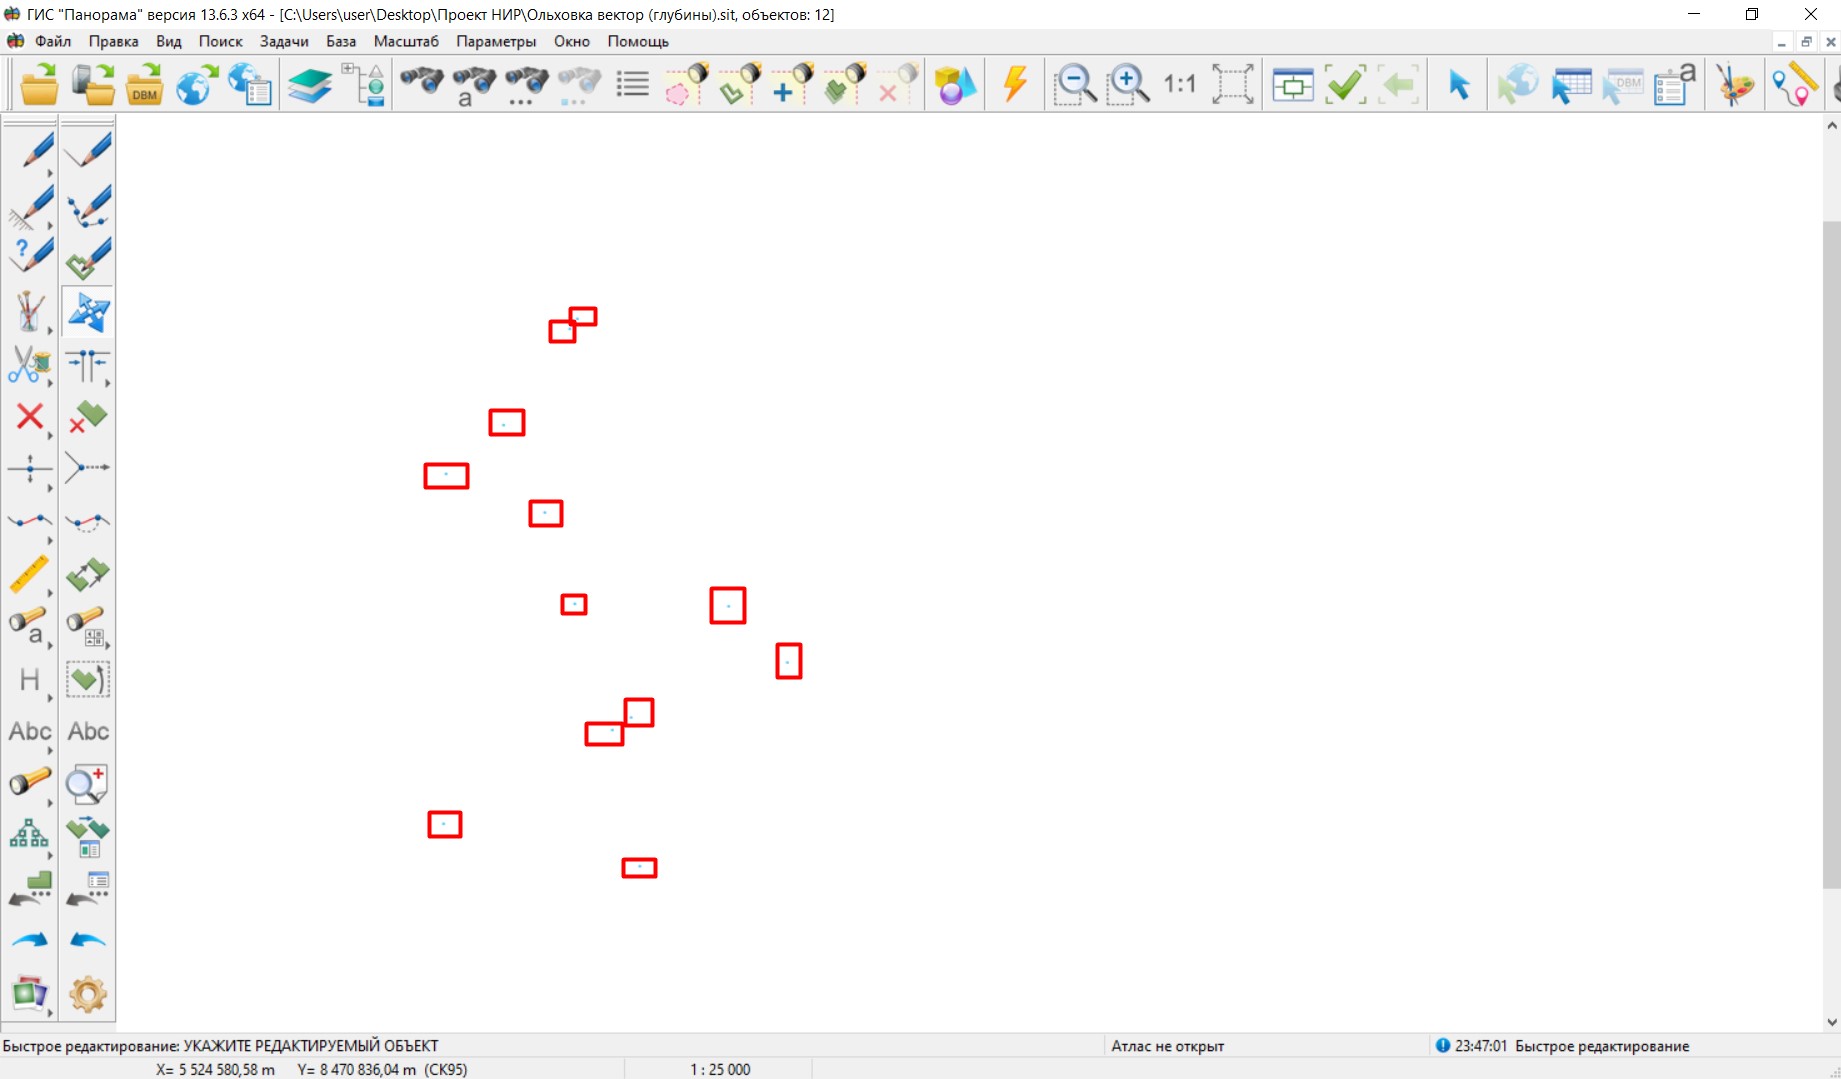 ГИС "Панорама" версия 13.6.3 x64 - [C:\Users\user\Desktop\Проект НИР\Ольховка вектор (глубины).sit, объектов: 12]
Файл Правка Вид Поиск Задачи База Масштаб Параметры Окно Помощь
DBM a 1:1 DBM a
?
a
H
Abc Abc
Быстрое редактирование: УКАЖИТЕ РЕДАКТИРУЕМЫЙ ОБЪЕКТ Атлас не открыт 23:47:01 Быстрое редактирование
X= 5 524 580,58 m Y= 8 470 836,04 m (СК95) 1 : 25 000